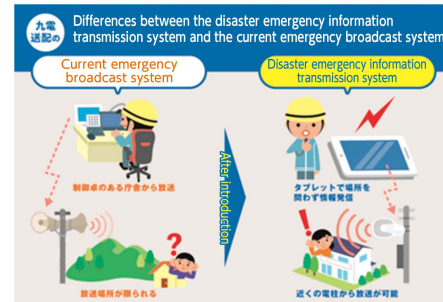 九電
送配の
Differences between the disaster emergency information
transmission system and the current emergency broadcast system
Current emergency
broadcast system
Disaster emergency information
transmission system
After introduction
制御卓のある庁舎から放送
タブレットで場所を
問わず情報発信
?
!
放送場所が限られる
近くの電柱から放送が可能